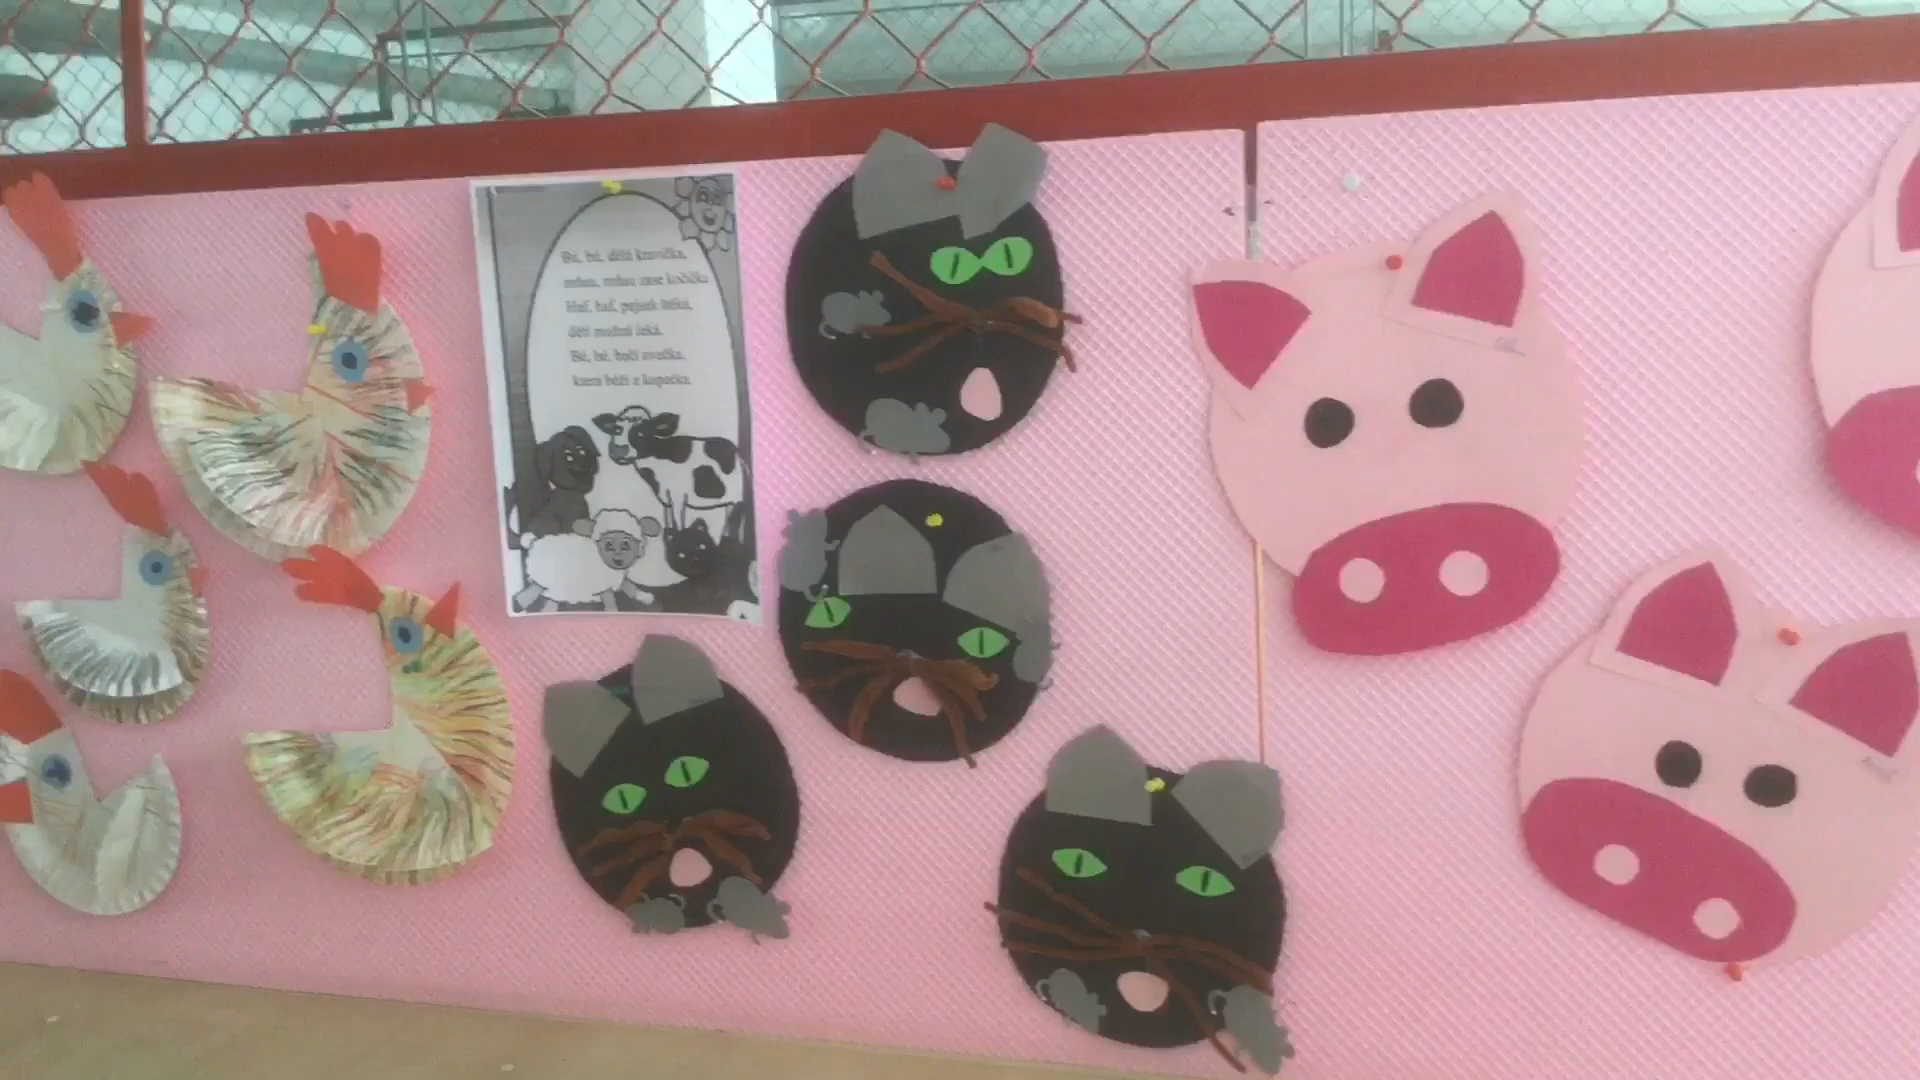 Bú, bú, dělá kravička,
mňau, mňau zase kočička
Haf, haf, pejsek štěká,
děti možná leká.
Bé, bé, bečí ovečka,
která běží z kopečka.